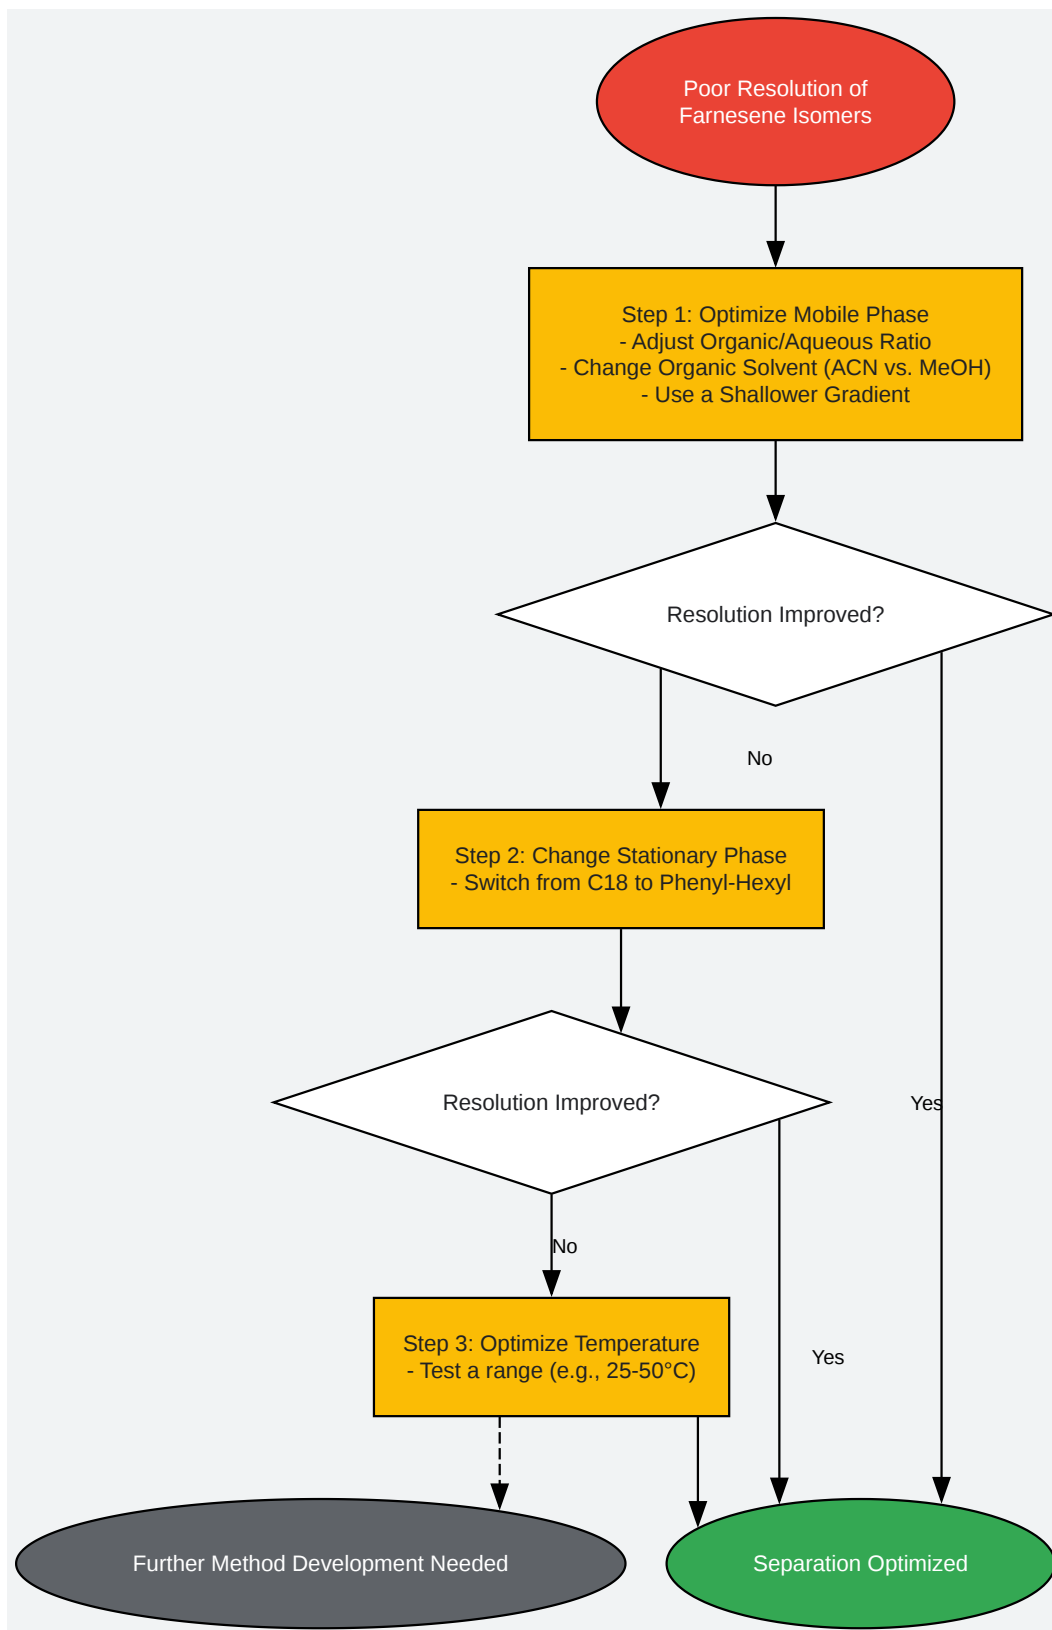 Poor Resolution of
Farnesene Isomers
Step 1: Optimize Mobile Phase
- Adjust Organic/Aqueous Ratio
- Change Organic Solvent (ACN vs. MeOH)
- Use a Shallower Gradient
Resolution Improved?
No
Step 2: Change Stationary Phase
- Switch from C18 to Phenyl-Hexyl
Resolution Improved?
Yes
No
Step 3: Optimize Temperature
- Test a range (e.g., 25-50°C)
Yes
Further Method Development Needed
Separation Optimized